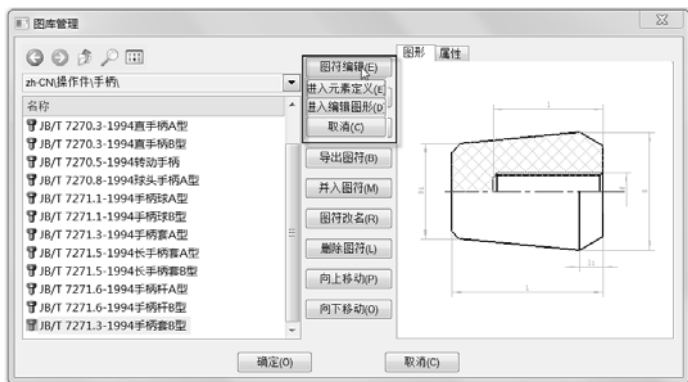 图库管理
zh-CN\操作件\手柄\
名称
JB/T 7270.3-1994直手柄A型
JB/T 7270.3-1994直手柄B型
JB/T 7270.5-1994转动手柄
JB/T 7270.8-1994球头手柄A型
JB/T 7271.1-1994手柄球A型
JB/T 7271.1-1994手柄球B型
JB/T 7271.3-1994手柄套A型
JB/T 7271.5-1994长手柄套A型
JB/T 7271.5-1994长手柄套B型
JB/T 7271.6-1994手柄杆A型
JB/T 7271.6-1994手柄杆B型
JB/T 7271.3-1994手柄套B型
图符编辑(E)
进入元素定义(E
进入编辑图形(D
取消(C)
导出图符(B)
并入图符(M)
图符改名(R)
删除图符(L)
向上移动(P)
向下移动(O)
图形
属性
L
确定(O)
取消(C)